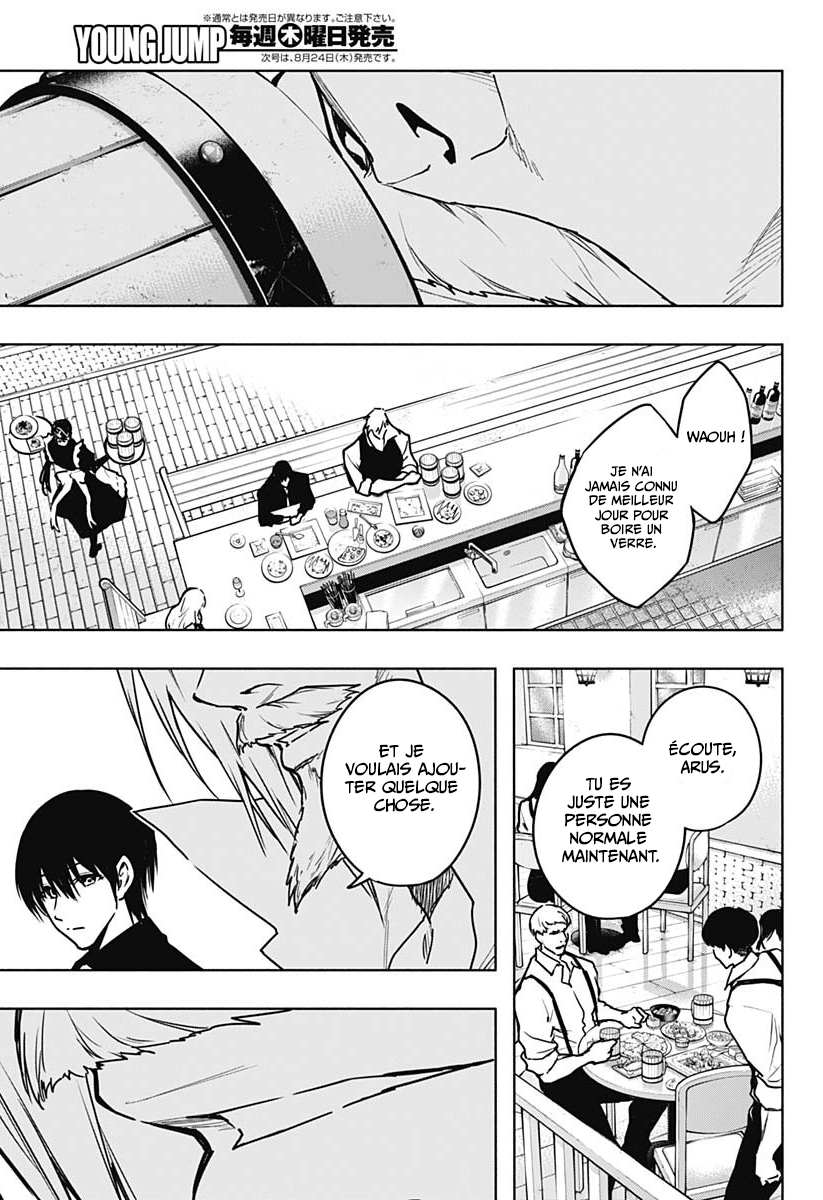 ※通常とは発売日が異なります。ご注意下さい。
YOUNG JUMP 毎週木曜日発売
次号は、8月24日(木)発売です。
WAOUH !
JE N'AI
JAMAIS CONNU
DE MEILLEUR
JOUR POUR
BOIRE UN
VERRE.
ÉCOUTE,
ARUS.
TU ES
JUSTE UNE
PERSONNE
NORMALE
MAINTENANT.
ET JE
VOULAIS AJOU-
TER QUELQUE
CHOSE.